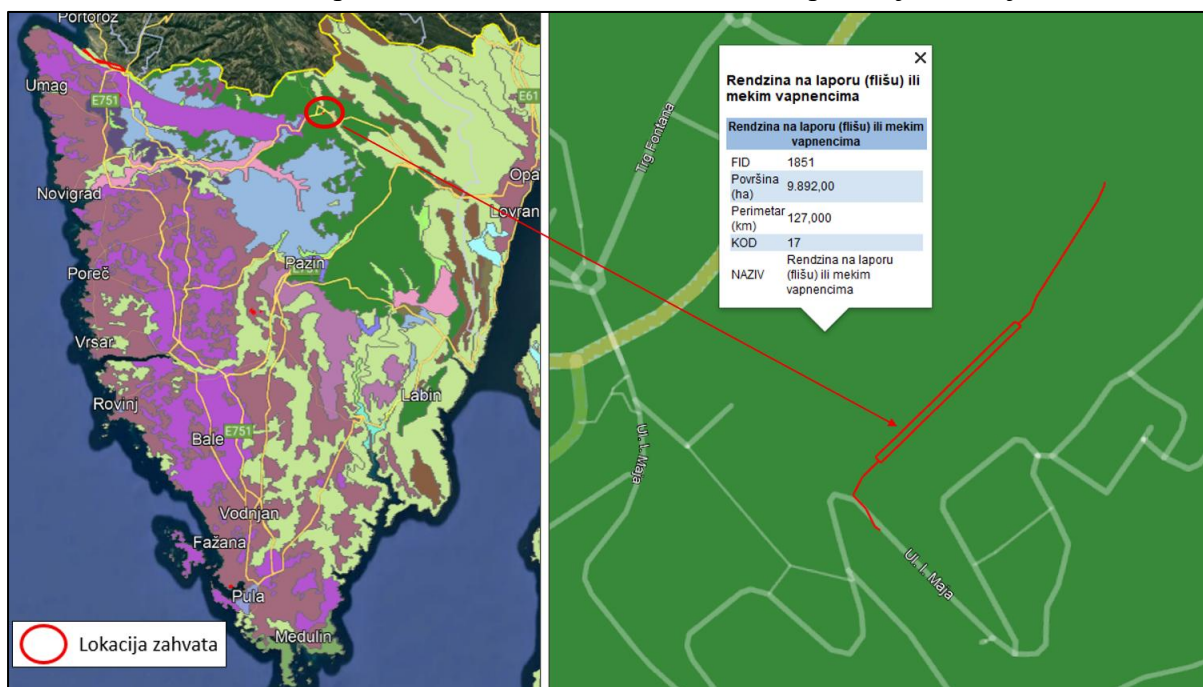 Portorož
Umag
E751
E61
Novigrad
Opa
Lovran
Poreč
Pazin
E751
Vrsar
Rovinj
Labin
Bale
E751
Vodnjan
Fažana
Pula
Medulin
Lokacija zahvata
Trg Fontana
Ul. I. Maja
Ul. I. Maja
×
Rendzina na laporu (flišu) ili
mekim vapnencima
Rendzina na laporu (flišu) ili mekim
vapnencima
FID 1851
Površina
(ha) 9.892,00
Perimetar
(km) 127,000
KOD 17
NAZIV Rendzina na laporu
(flišu) ili mekim
vapnencima